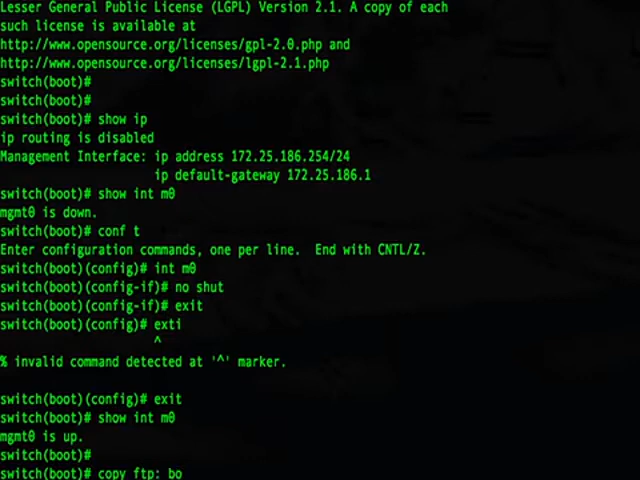 Lesser General Public License (LGPL) Version 2.1. A copy of each
such license is available at
http://www.opensource.org/licenses/gpl-2.0.php and
http://www.opensource.org/licenses/lgpl-2.1.php
switch(boot)#
switch(boot)#
switch(boot)# show ip
ip routing is disabled
Management Interface: ip address 172.25.186.254/24
ip default-gateway 172.25.186.1
switch(boot)# show int m0
mgmt0 is down.
switch(boot)# conf t
Enter configuration commands, one per line.  End with CNTL/Z.
switch(boot)(config)# int m0
switch(boot)(config-if)# no shut
switch(boot)(config-if)# exit
switch(boot)(config)# exti
^
% invalid command detected at '^' marker.
switch(boot)(config)# exit
switch(boot)# show int m0
mgmt0 is up.
switch(boot)#
switch(boot)# copy ftp: bo